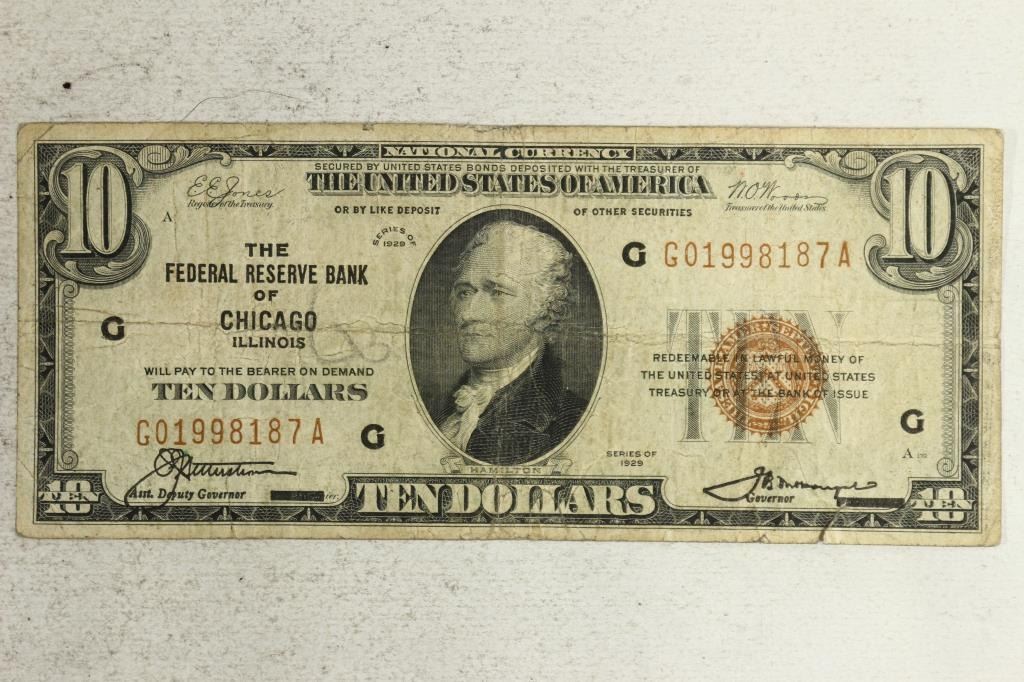 NATIONAL CURRENCY
SECURED BY UNITED STATES BONDS DEPOSITED WITH THE TREASURER OF
THE UNITED STATES OF AMERICA
OR BY LIKE DEPOSIT OF OTHER SECURITIES
10
10
E.E. Jones
Register of the Treasury.
W.O. Woods
Treasurer of the United States
A
SERIES OF
1929
G G01998187A
THE
FEDERAL RESERVE BANK
OF
CHICAGO
ILLINOIS
G
WILL PAY TO THE BEARER ON DEMAND
TEN DOLLARS
G01998187A G
TEN
REDEEMABLE IN LAWFUL MONEY OF
THE UNITED STATES AT UNITED STATES
TREASURY OR AT THE BANK OF ISSUE
G
A
HAMILTON
SERIES OF
1929
Asst. Deputy Governor
Governor
10
TEN
TEN DOLLARS
10
TEN